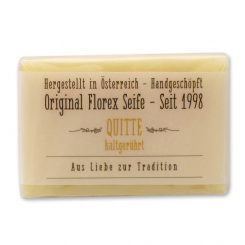 Hergestellt in Österreich - Handgeschöpft
Original Florex Seife - Seit 1998
QUITTE
kaltgerührt
Aus Liebe zur Tradition